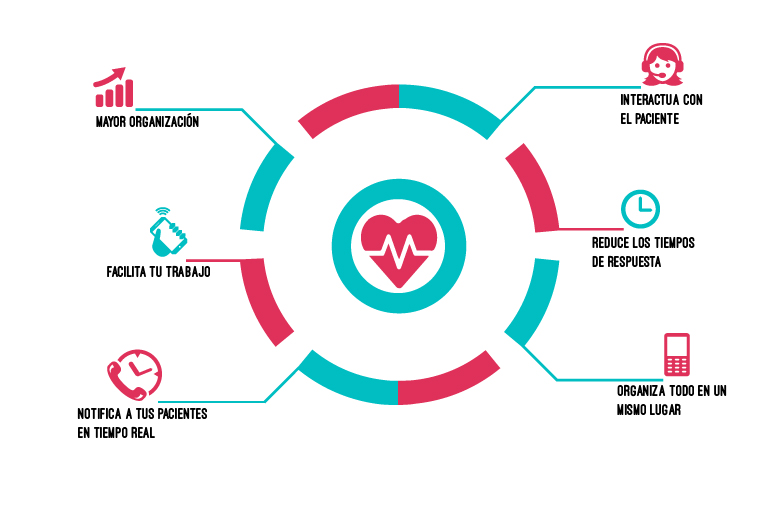 MAYOR ORGANIZACIÓN
FACILITA TU TRABAJO
NOTIFICA A TUS PACIENTES
EN TIEMPO REAL
INTERACTUA CON
EL PACIENTE
REDUCE LOS TIEMPOS
DE RESPUESTA
ORGANIZA TODO EN UN
MISMO LUGAR